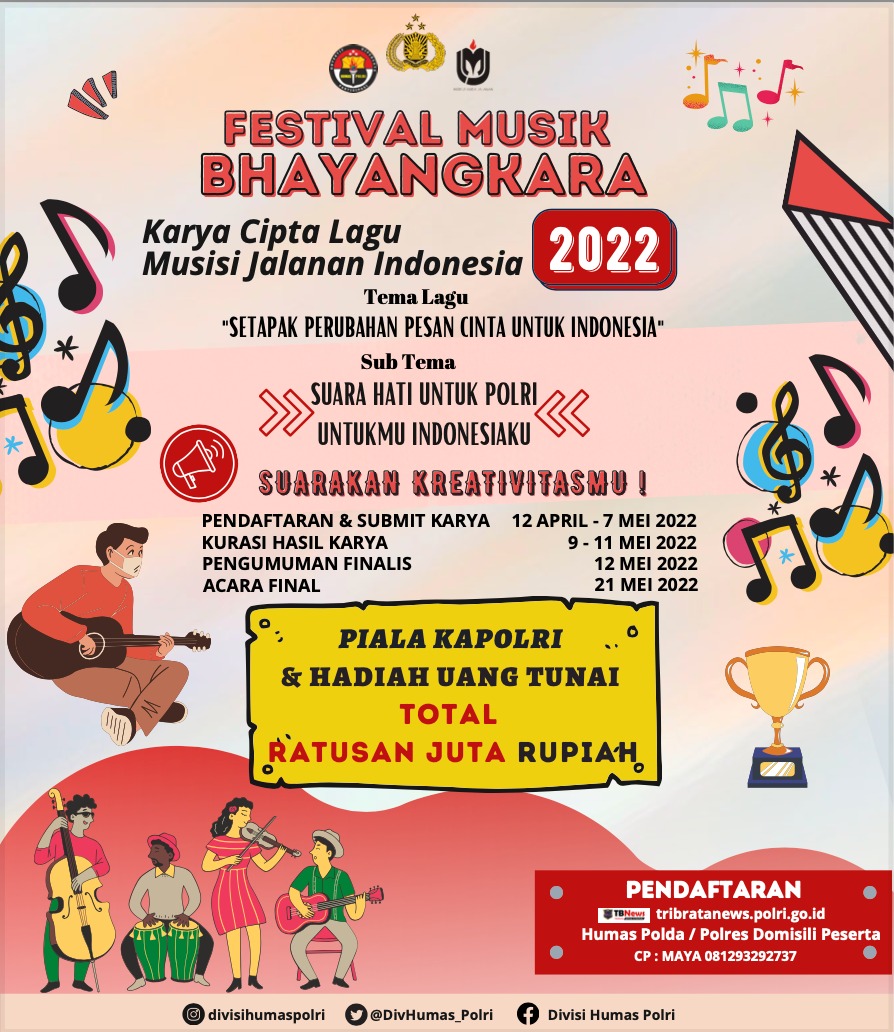 FESTIVAL MUSIK
BHAYANGKARA
Karya Cipta Lagu
Musisi Jalanan Indonesia
2022
Tema Lagu
"SETAPAK PERUBAHAN PESAN CINTA UNTUK INDONESIA"
Sub Tema
SUARA HATI UNTUK POLRI
UNTUKMU INDONESIAKU
SUARAKAN KREATIVITASMU !
PENDAFTARAN & SUBMIT KARYA 12 APRIL - 7 MEI 2022
KURASI HASIL KARYA 9 - 11 MEI 2022
PENGUMUMAN FINALIS 12 MEI 2022
ACARA FINAL 21 MEI 2022
PIALA KAPOLRI
& HADIAH UANG TUNAI
TOTAL
RATUSAN JUTA RUPIAH
PENDAFTARAN
TBNews tribratanews.polri.go.id
Humas Polda / Polres Domisili Peserta
CP : MAYA 081293292737
divisihumaspolri @DivHumas_Polri Divisi Humas Polri